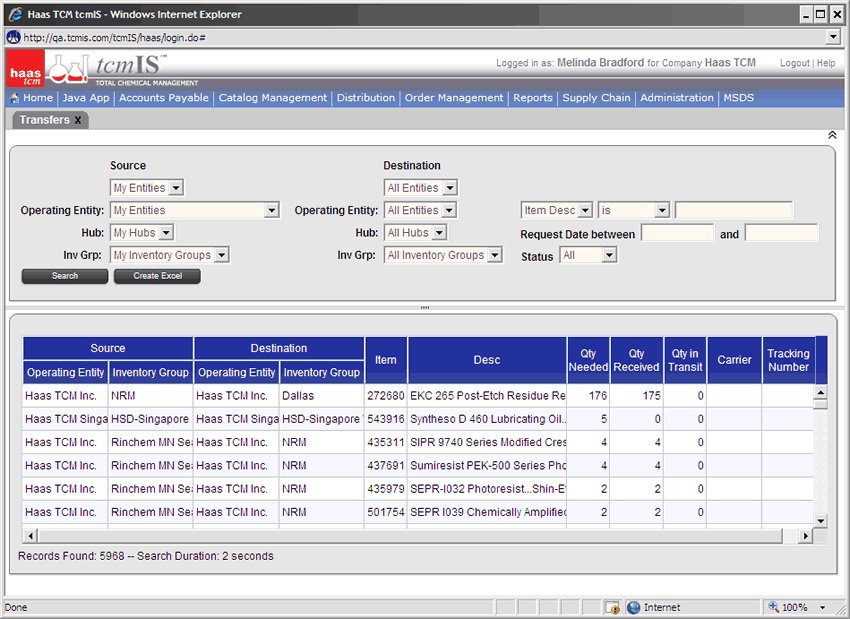 Haas TCM tcmIS - Windows Internet Explorer
http://qa.tcmis.com/tcmIS/haas/login.do#
haas tcm
tcmIS™
TOTAL CHEMICAL MANAGEMENT
Logged in as: Melinda Bradford for Company Haas TCM Logout | Help
Home Java App Accounts Payable Catalog Management Distribution Order Management Reports Supply Chain Administration MSDS
Transfers x
Source Destination
My Entities All Entities
Operating Entity: My Entities Operating Entity: All Entities Item Desc is
Hub: My Hubs Hub: All Hubs Request Date between and
Inv Grp: My Inventory Groups Inv Grp: All Inventory Groups Status All
Search Create Excel
Source Destination Item Desc Qty Needed Qty Received Qty in Transit Carrier Tracking Number
Operating Entity Inventory Group Operating Entity Inventory Group
Haas TCM Inc. NRM Haas TCM Inc. Dallas 272680 EKC 265 Post-Etch Residue Re 176 175 0
Haas TCM Singa HSD-Singapore Haas TCM Singa HSD-Singapore 543916 Syntheso D 460 Lubricating Oil.. 5 0 0
Haas TCM Inc. Rinchem MN Sea Haas TCM Inc. NRM 435311 SIPR 9740 Series Modified Cres 4 4 0
Haas TCM Inc. Rinchem MN Sea Haas TCM Inc. NRM 437691 Sumiresist PEK-500 Series Pho 4 4 0
Haas TCM Inc. Rinchem MN Sea Haas TCM Inc. NRM 435979 SEPR-I032 Photoresist...Shin-E 2 2 0
Haas TCM Inc. Rinchem MN Sea Haas TCM Inc. NRM 501754 SEPR I039 Chemically Amplified 2 2 0
Records Found: 5968 -- Search Duration: 2 seconds
Done Internet 100%